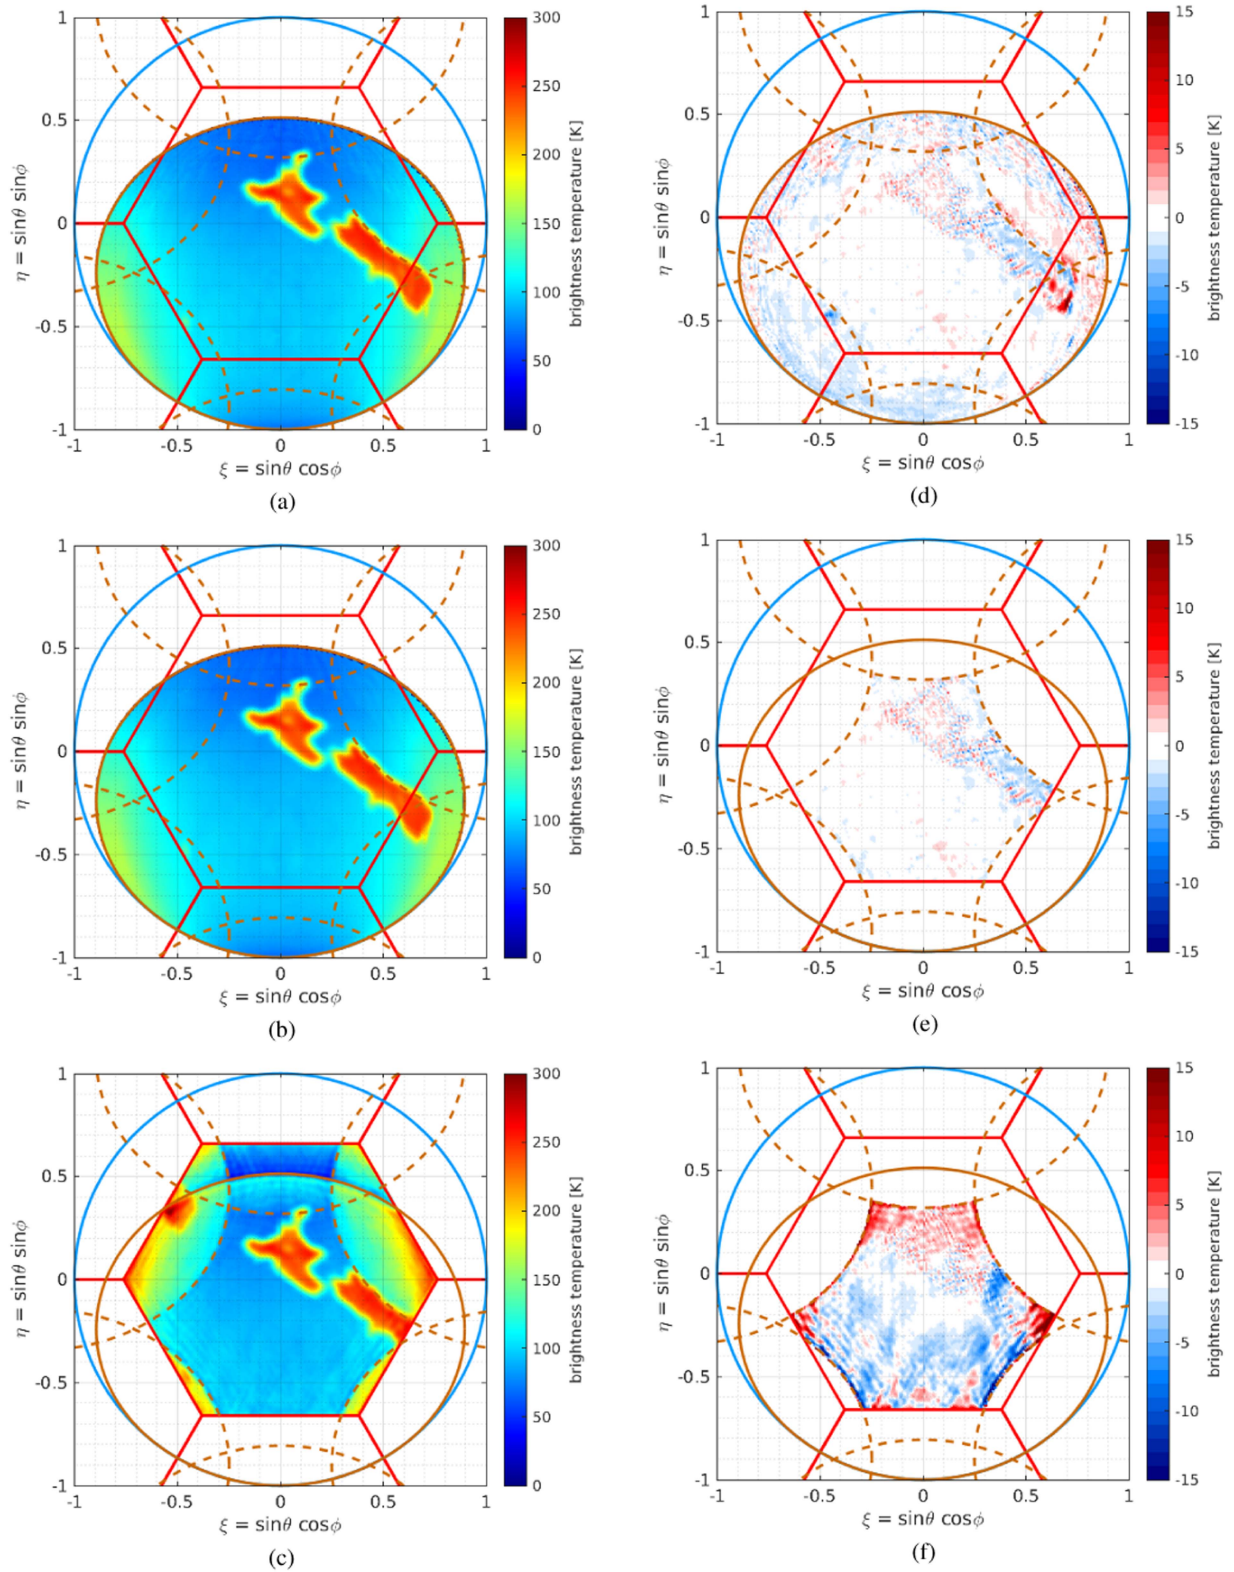 1
0.5
0
-0.5
-1
-1 -0.5 0 0.5 1
η = sinθ sinϕ
ξ = sinθ cosϕ
300
250
200
150
100
50
0
brightness temperature [K]
(a)
1
0.5
0
-0.5
-1
-1 -0.5 0 0.5 1
η = sinθ sinϕ
ξ = sinθ cosϕ
15
10
5
0
-5
-10
-15
brightness temperature [K]
(d)
1
0.5
0
-0.5
-1
-1 -0.5 0 0.5 1
η = sinθ sinϕ
ξ = sinθ cosϕ
300
250
200
150
100
50
0
brightness temperature [K]
(b)
1
0.5
0
-0.5
-1
-1 -0.5 0 0.5 1
η = sinθ sinϕ
ξ = sinθ cosϕ
15
10
5
0
-5
-10
-15
brightness temperature [K]
(e)
1
0.5
0
-0.5
-1
-1 -0.5 0 0.5 1
η = sinθ sinϕ
ξ = sinθ cosϕ
300
250
200
150
100
50
0
brightness temperature [K]
(c)
1
0.5
0
-0.5
-1
-1 -0.5 0 0.5 1
η = sinθ sinϕ
ξ = sinθ cosϕ
15
10
5
0
-5
-10
-15
brightness temperature [K]
(f)